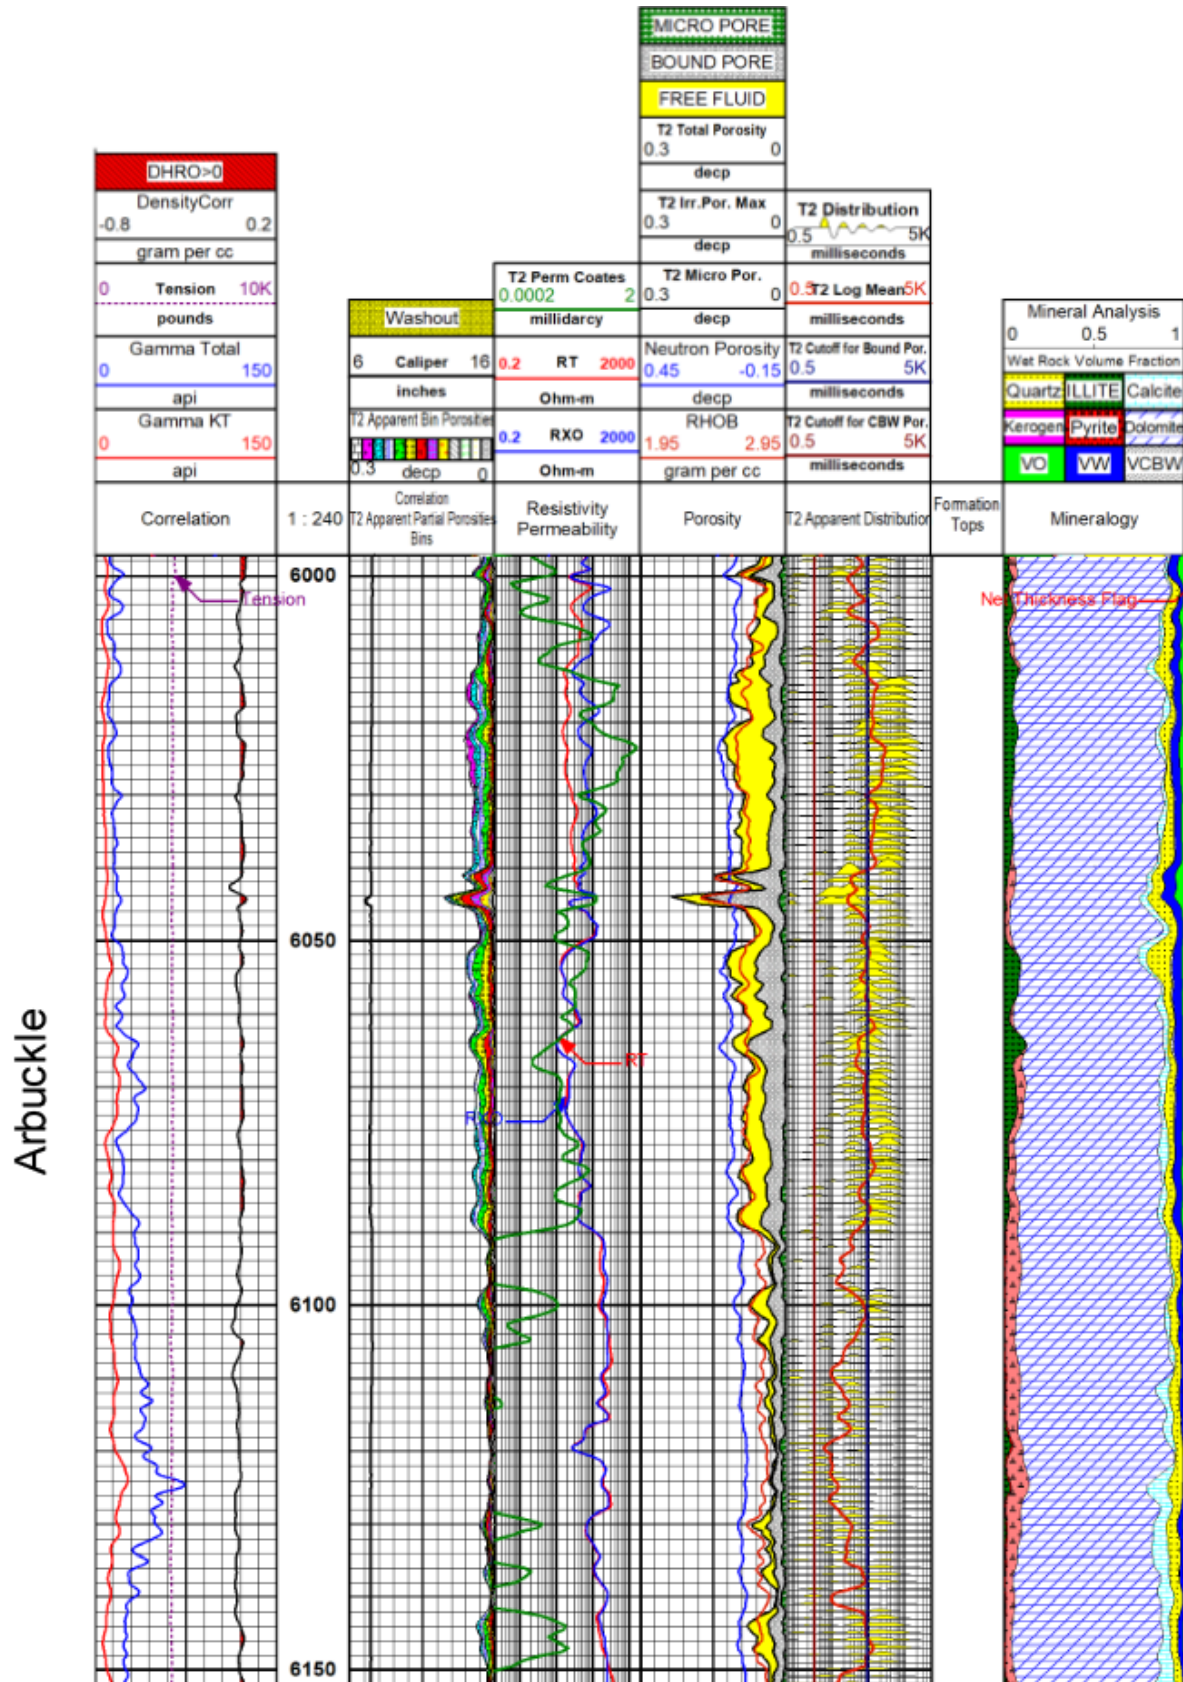 MICRO PORE
BOUND PORE
FREE FLUID
T2 Total Porosity
0.3 0
decp
T2 Irr.Por. Max
0.3 0
decp
T2 Micro Por.
0.3 0
decp
Neutron Porosity
0.45 -0.15
decp
RHOB
1.95 2.95
gram per cc
Porosity
DHRO>0
DensityCorr
-0.8 0.2
gram per cc
0 Tension 10K
pounds
Gamma Total
0 150
api
Gamma KT
0 150
api
Correlation
1 : 240
Washout
6 Caliper 16
inches
T2 Apparent Bin Porosities
0.3 decp 0
Correlation
T2 Apparent Partial Porosities
Bins
T2 Perm Coates
0.0002 2
millidarcy
0.2 RT 2000
Ohm-m
0.2 RXO 2000
Ohm-m
Resistivity
Permeability
T2 Distribution
0.5 5K
milliseconds
0.5 T2 Log Mean 5K
milliseconds
T2 Cutoff for Bound Por.
0.5 5K
milliseconds
T2 Cutoff for CBW Por.
0.5 5K
milliseconds
T2 Apparent Distribution
Formation
Tops
Mineral Analysis
0 0.5 1
Wet Rock Volume Fraction
Quartz ILLITE Calcite
Kerogen Pyrite Dolomite
VO VW VCBW
Mineralogy
6000
Tension
Net Thickness Flag
6050
RT
Arbuckle
6100
6150